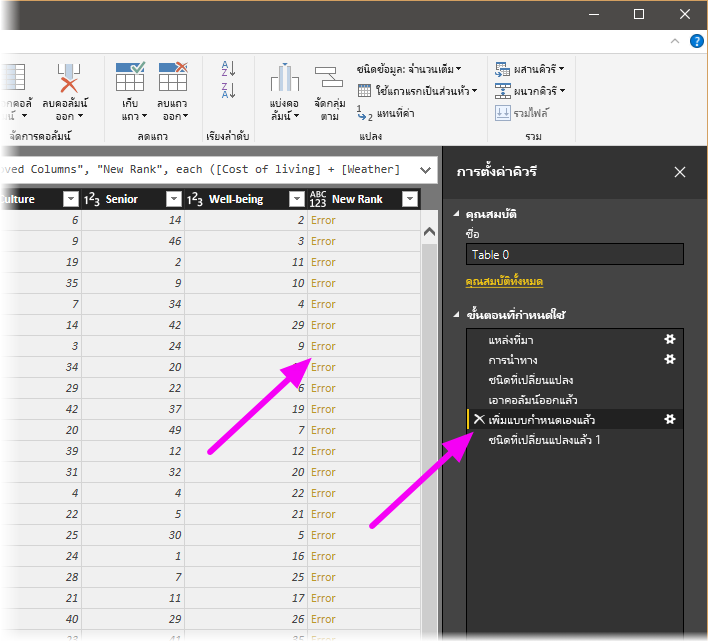 ?
กคอลั ลบคอลัมน์ เก็บ ลบแถว A Z Z A แบ่งคอ จัดกลุ่ม ชนิดข้อมูล: จำนวนเต็ม ผสานคิวรี
น์ ออก แถว ออก ลัมน์ ตาม 1 2 3 ใช้แถวแรกเป็นส่วนหัว ผนวกคิวรี
1 2 แทนที่ค่า รวมไฟล์
จัดการคอลัมน์ ลดแถว เรียงลำดับ แปลง รวม
oved Columns", "New Rank", each ([Cost of living] + [Weather]
ulture 1 2 3 Senior 1 2 3 Well-being ABC 123 New Rank
6 14 2 Error
9 46 3 Error
19 2 11 Error
35 9 10 Error
7 34 4 Error
14 42 29 Error
3 24 9 Error
34 20 Error
29 22 6 Error
42 37 19 Error
20 49 7 Error
39 12 12 Error
31 32 20 Error
4 4 22 Error
22 5 21 Error
25 30 5 Error
24 1 16 Error
28 7 25 Error
21 11 17 Error
40 29 26 Error
23 41 35 Error
การตั้งค่าคิวรี
คุณสมบัติ
ชื่อ
Table 0
คุณสมบัติทั้งหมด
ขั้นตอนที่กำหนดใช้
แหล่งที่มา
การนำทาง
ชนิดที่เปลี่ยนแปลง
เอาคอลัมน์ออกแล้ว
เพิ่มแบบกำหนดเองแล้ว
ชนิดที่เปลี่ยนแปลงแล้ว 1